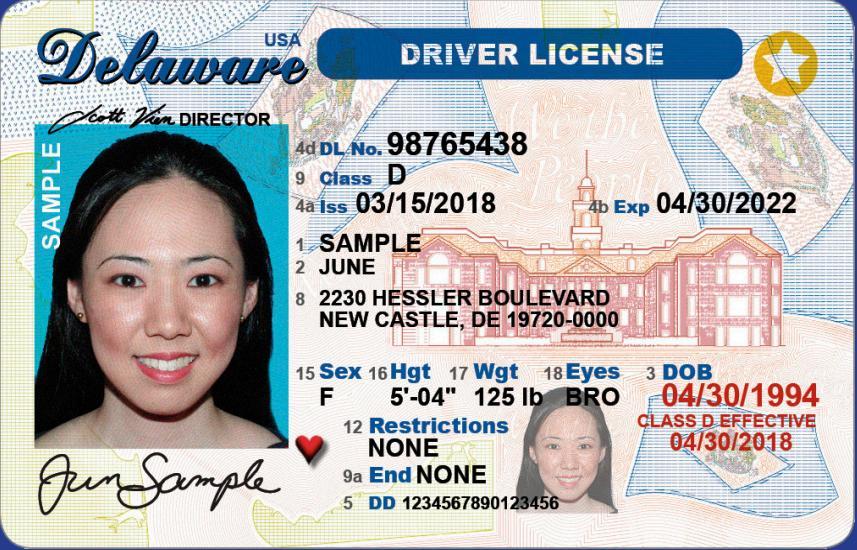 USA
Delaware
DRIVER LICENSE
Scott Vien DIRECTOR
SAMPLE
We the People
4d DL No. 98765438
9 Class D
4a Iss 03/15/2018 4b Exp 04/30/2022
1 SAMPLE
2 JUNE
8 2230 HESSLER BOULEVARD
NEW CASTLE, DE 19720-0000
15 Sex 16 Hgt 17 Wgt 18 Eyes 3 DOB
F 5'-04" 125 lb BRO 04/30/1994
CLASS D EFFECTIVE
04/30/2018
12 Restrictions
NONE
9a End NONE
5 DD 1234567890123456
Jun Sample